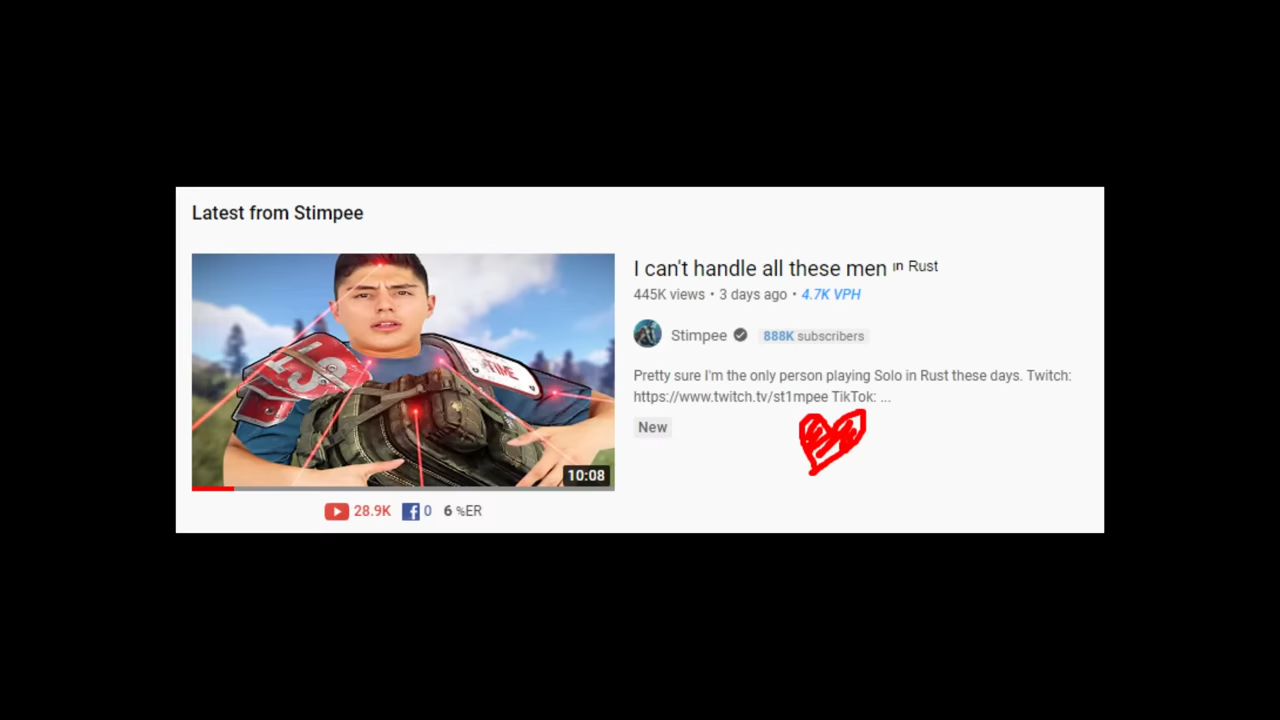 Latest from Stimpee
TIME
10:08
28.9K 0 6 %ER
I can't handle all these men in Rust
445K views • 3 days ago • 4.7K VPH
Stimpee 888K subscribers
Pretty sure I'm the only person playing Solo in Rust these days. Twitch:
https://www.twitch.tv/st1mpee TikTok: ...
New